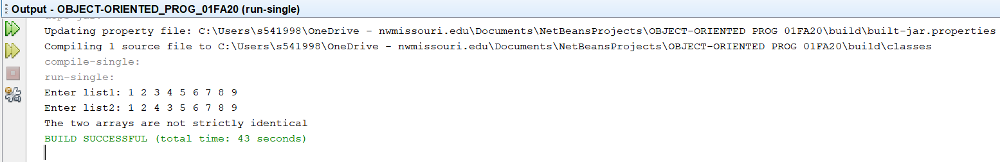 Output - OBJECT-ORIENTED_PROG_01FA20 (run-single)
Updating property file: C:\Users\s541998\OneDrive - nwmissouri.edu\Documents\NetBeansProjects\OBJECT-ORIENTED PROG 01FA20\build\built-jar.properties
Compiling 1 source file to C:\Users\s541998\OneDrive - nwmissouri.edu\Documents\NetBeansProjects\OBJECT-ORIENTED PROG 01FA20\build\classes
compile-single:
run-single:
Enter list1: 1 2 3 4 5 6 7 8 9
Enter list2: 1 2 4 3 5 6 7 8 9
The two arrays are not strictly identical
BUILD SUCCESSFUL (total time: 43 seconds)